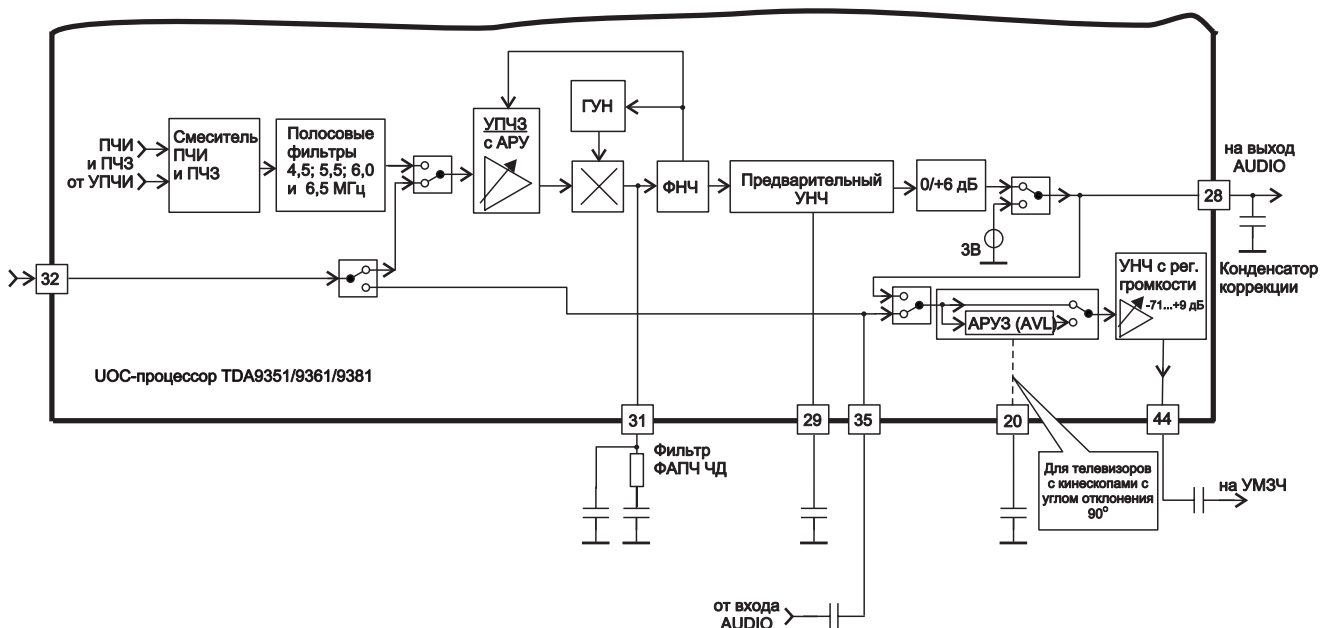 ПЧИ
и ПЧЗ
от УПЧИ
Смеситель
ПЧИ
и ПЧЗ
Полосовые
фильтры
4,5; 5,5; 6,0
и 6,5 МГц
УПЧЗ
с АРУ
ГУН
ФНЧ
Предварительный
УНЧ
0/+6 дБ
3В
на выход
AUDIO
28
Конденсатор
коррекции
32
АРУЗ (AVL)
УНЧ с рег.
громкости
-71...+9 дБ
UOC-процессор TDA9351/9361/9381
31
29
35
20
44
Фильтр
ФАПЧ ЧД
Для телевизоров
с кинескопами с
углом отклонения
90°
на УМЗЧ
от входа
AUDIO